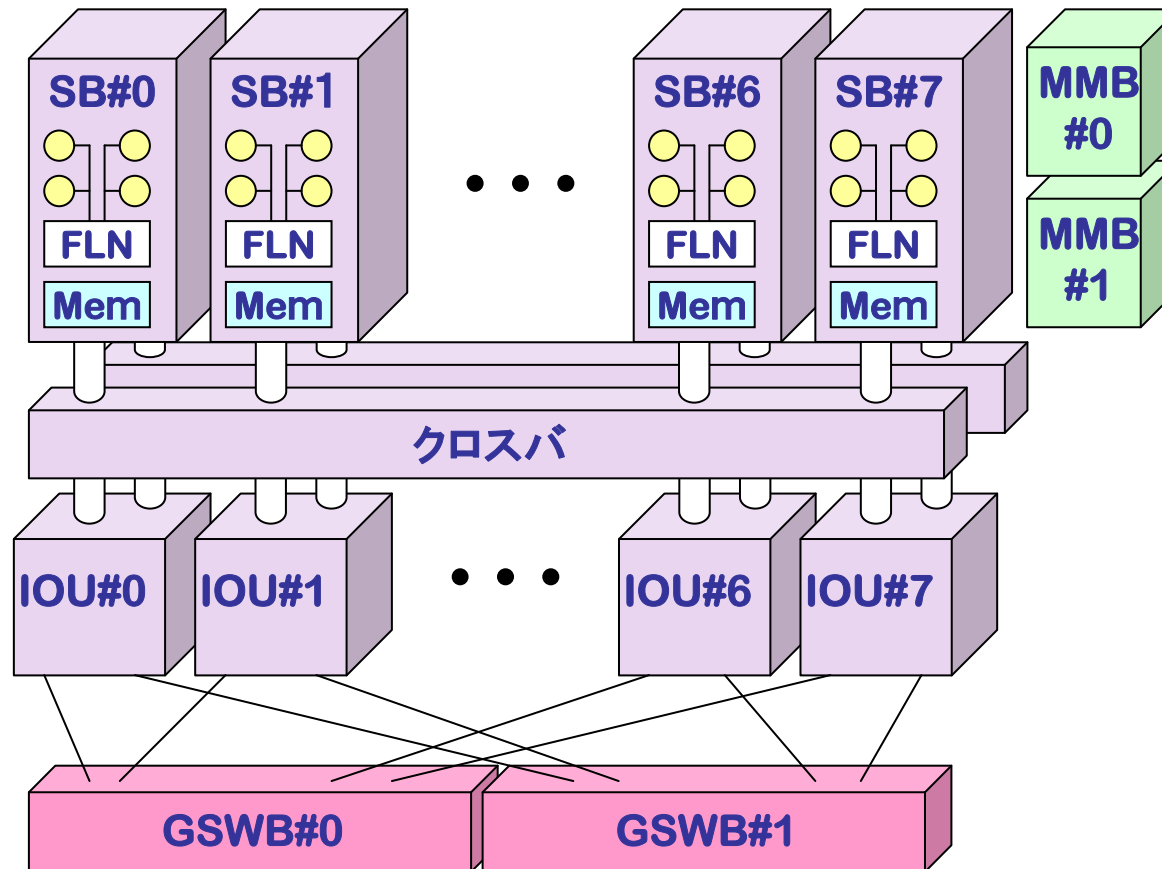 SB#0
SB#1
SB#6
SB#7
MMB
#0
FLN
FLN
FLN
FLN
MMB
#1
Mem
Mem
Mem
Mem
クロスバ
IOU#0
IOU#1
IOU#6
IOU#7
GSWB#0
GSWB#1